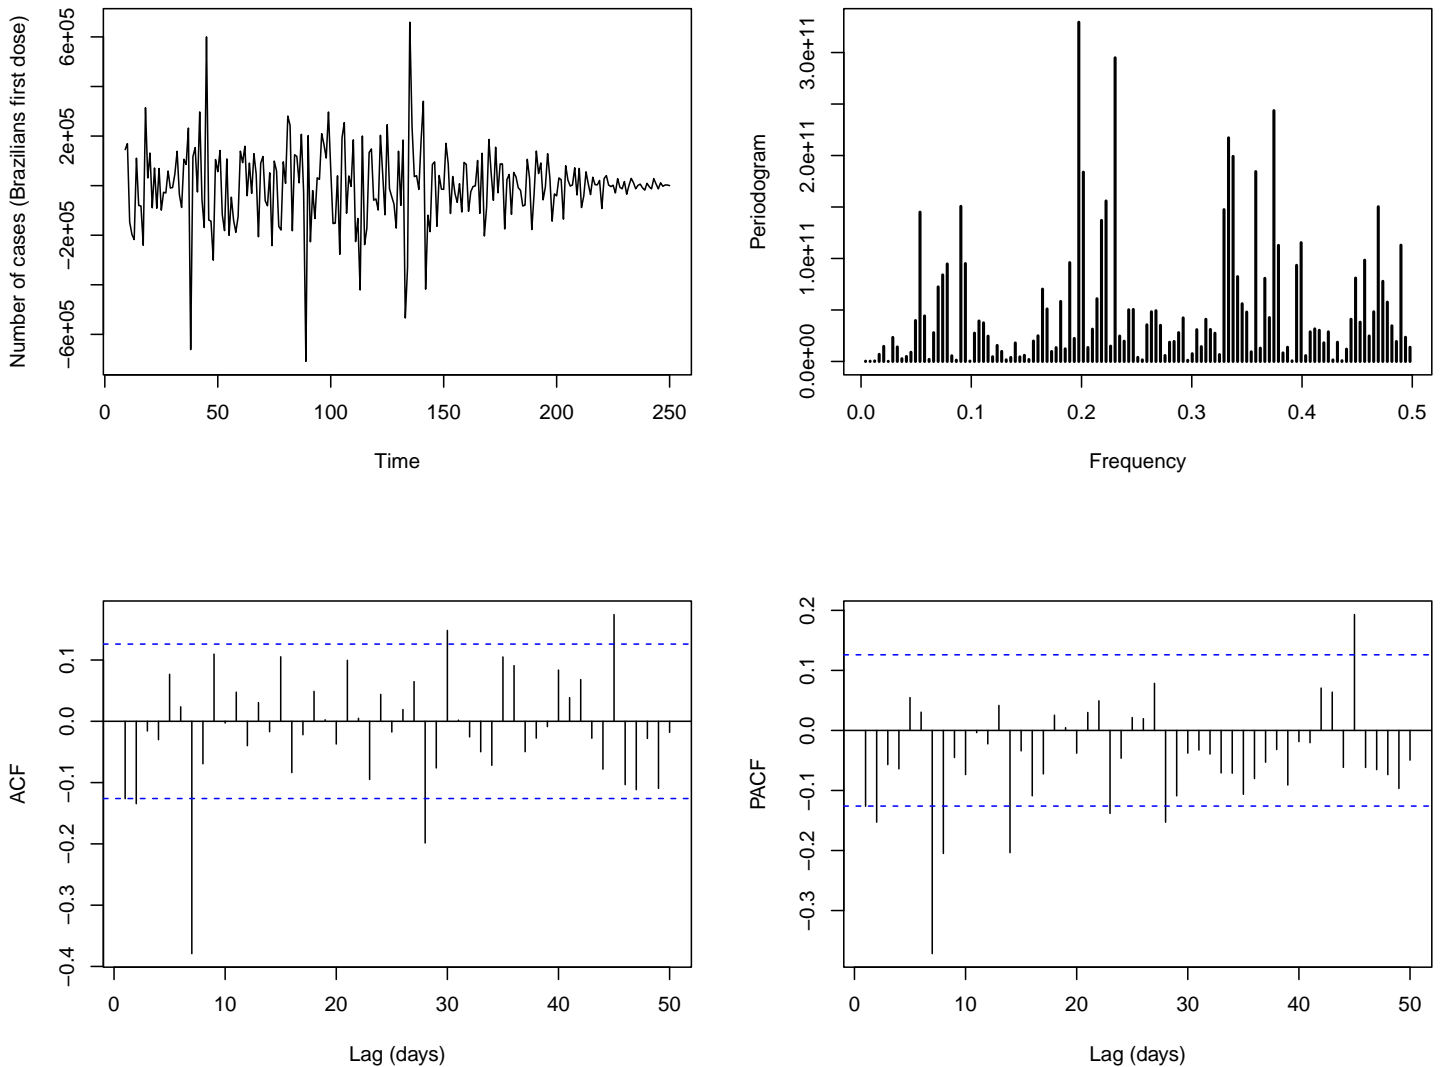 Number of cases (Brazilians first dose)
6e+05
2e+05
−2e+05
−6e+05
0 50 100 150 200 250
Time
Periodogram
3.0e+11
2.0e+11
1.0e+11
0.0e+00
0.0 0.1 0.2 0.3 0.4 0.5
Frequency
ACF
0.1
0.0
−0.1
−0.2
−0.3
−0.4
0 10 20 30 40 50
Lag (days)
PACF
0.2
0.1
0.0
−0.1
−0.2
−0.3
0 10 20 30 40 50
Lag (days)